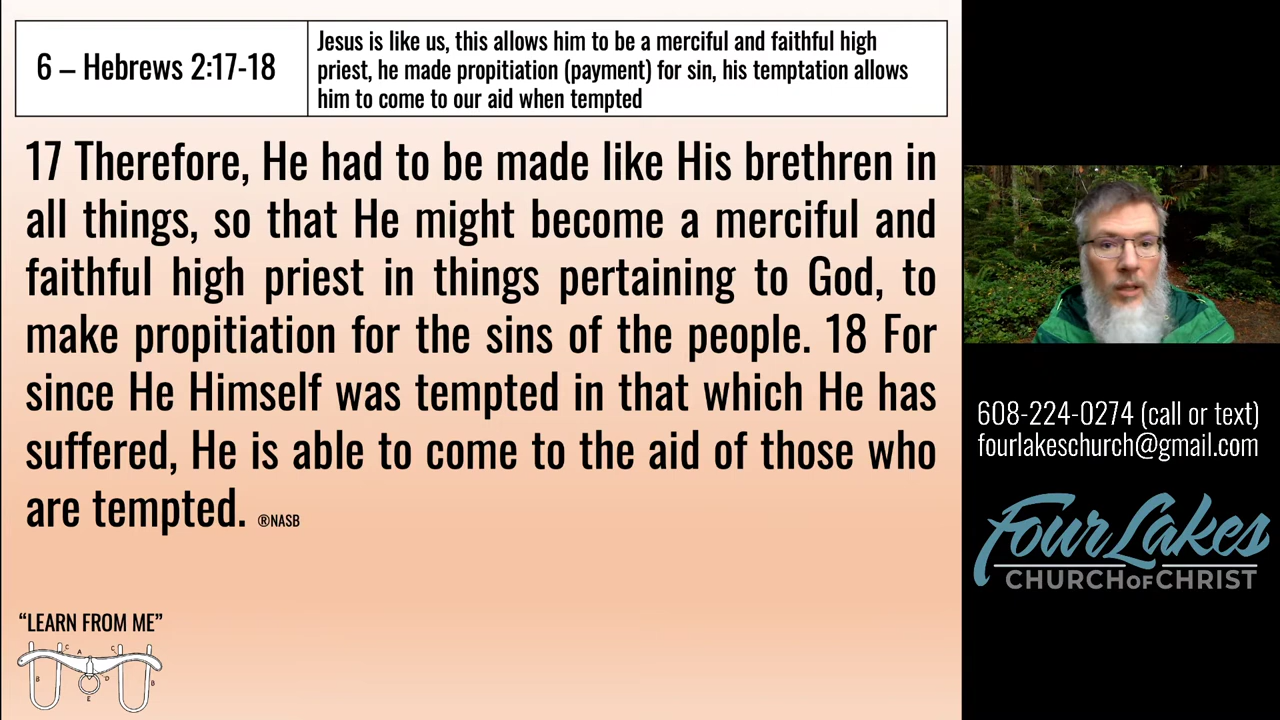 6 – Hebrews 2:17-18
Jesus is like us, this allows him to be a merciful and faithful high
priest, he made propitiation (payment) for sin, his temptation allows
him to come to our aid when tempted
17 Therefore, He had to be made like His brethren in
all things, so that He might become a merciful and
faithful high priest in things pertaining to God, to
make propitiation for the sins of the people. 18 For
since He Himself was tempted in that which He has
suffered, He is able to come to the aid of those who
are tempted. ®NASB
“LEARN FROM ME”
C A C
B D B
E
608-224-0274 (call or text)
fourlakeschurch@gmail.com
Four Lakes
CHURCH OF CHRIST